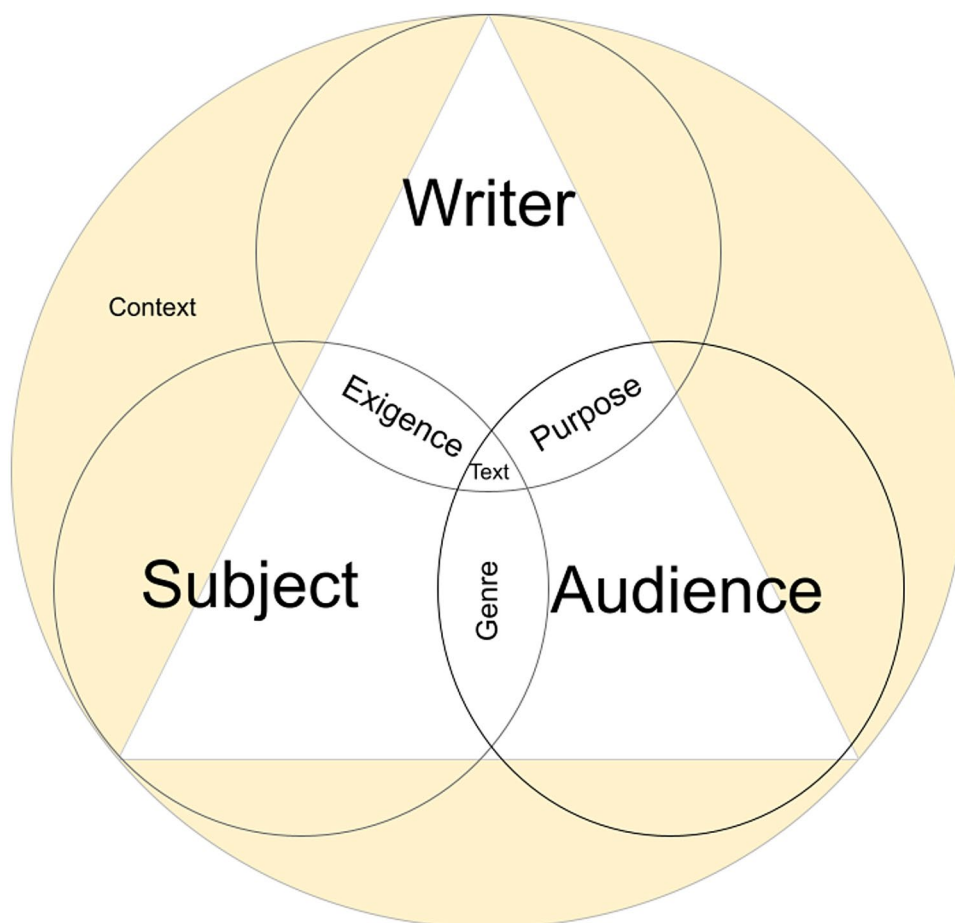 Writer
Context
Exigence
Purpose
Text
Subject
Genre
Audience